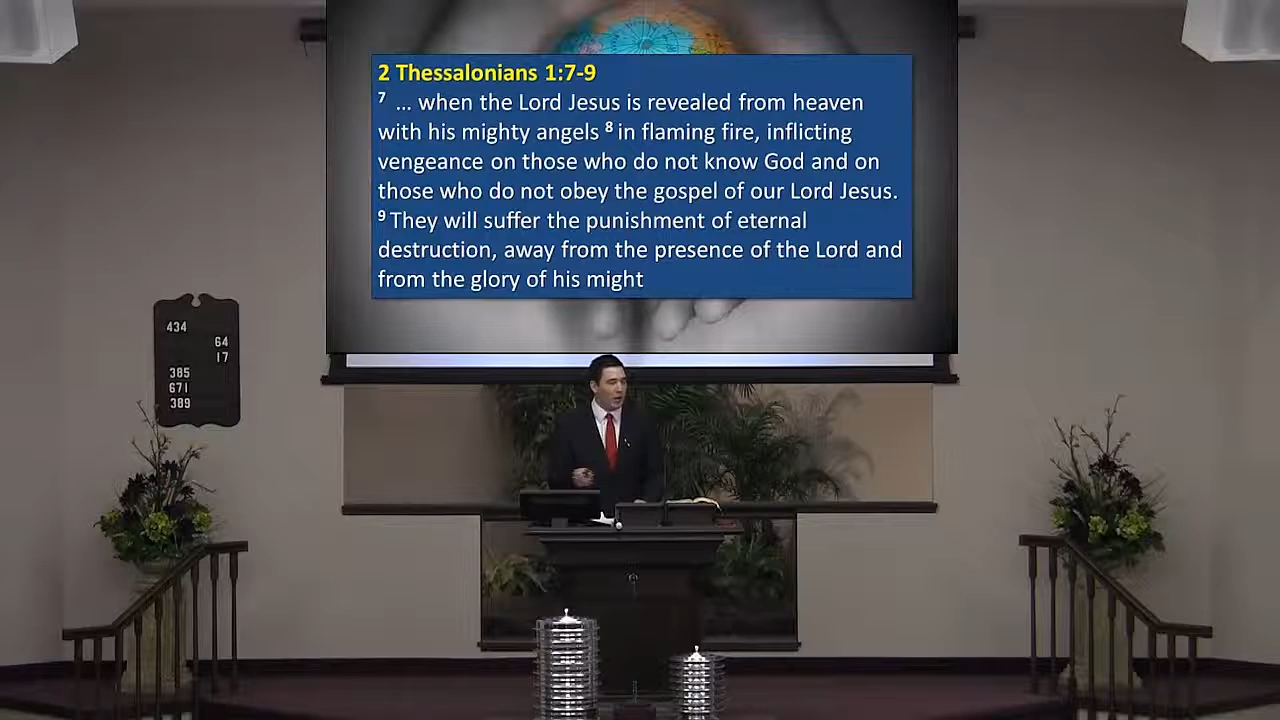 2 Thessalonians 1:7-9
7 ... when the Lord Jesus is revealed from heaven
with his mighty angels 8 in flaming fire, inflicting
vengeance on those who do not know God and on
those who do not obey the gospel of our Lord Jesus.
9 They will suffer the punishment of eternal
destruction, away from the presence of the Lord and
from the glory of his might
434
64
17
385
671
389